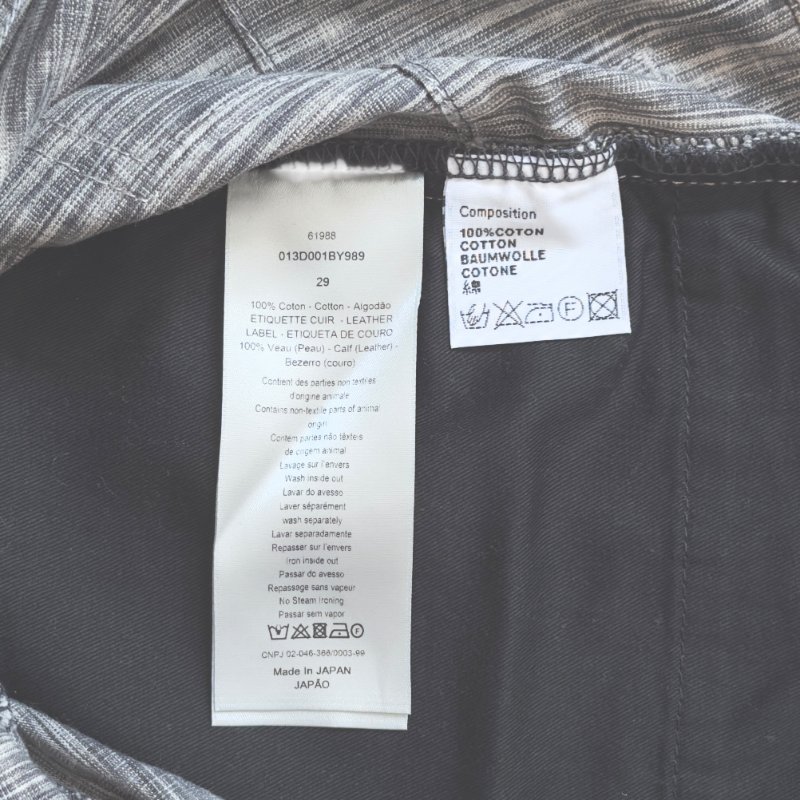 61988
013D001BY989
29
100% Coton - Cotton - Algodão
ETIQUETTE CUIR - LEATHER
LABEL - ETIQUETA DE COURO
100% Veau (Peau) - Calf (Leather) -
Bezerro (couro)
Contient des parties non textiles
d'origine animale
Contains non-textile parts of animal
origin
Contém partes não têxteis
de origem animal
Lavage sur l'envers
Wash inside out
Lavar do avesso
Laver séparément
wash separately
Lavar separadamente
Repasser sur l'envers
Iron inside out
Passar do avesso
Repassage sans vapeur
No Steam Ironing
Passar sem vapor
F
CNPJ 02-046-366/0003-99
Made In JAPAN
JAPÃO
Composition
100%COTON
COTTON
BAUMWOLLE
COTONE
綿
F